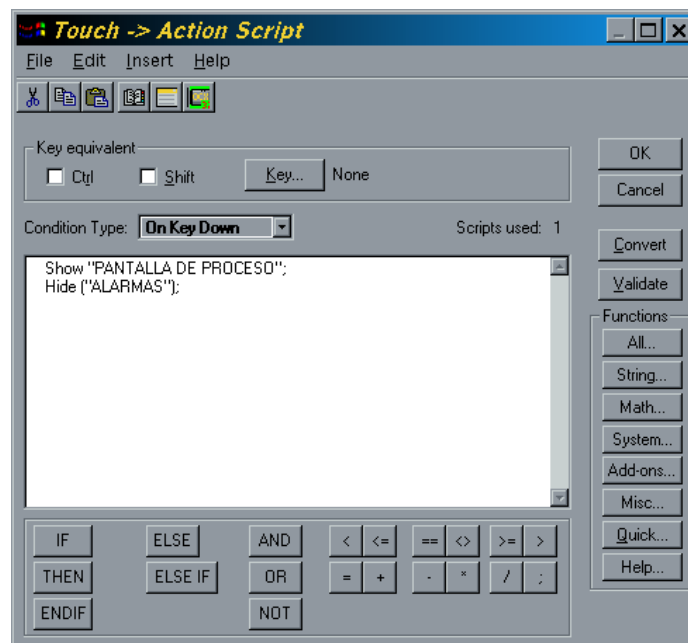 Touch -> Action Script
File Edit Insert Help
Key equivalent
Ctrl Shift Key... None
OK
Cancel
Condition Type: On Key Down Scripts used: 1
Convert
Validate
Show "PANTALLA DE PROCESO";
Hide ("ALARMAS");
Functions
All...
String...
Math...
System...
Add-ons...
Misc...
Quick...
Help...
IF ELSE AND < <= == <> >= >
THEN ELSE IF OR = + - * / ;
ENDIF NOT